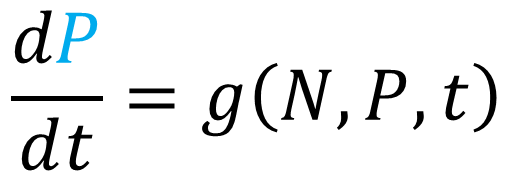 dP/dt = g(N, P, t)